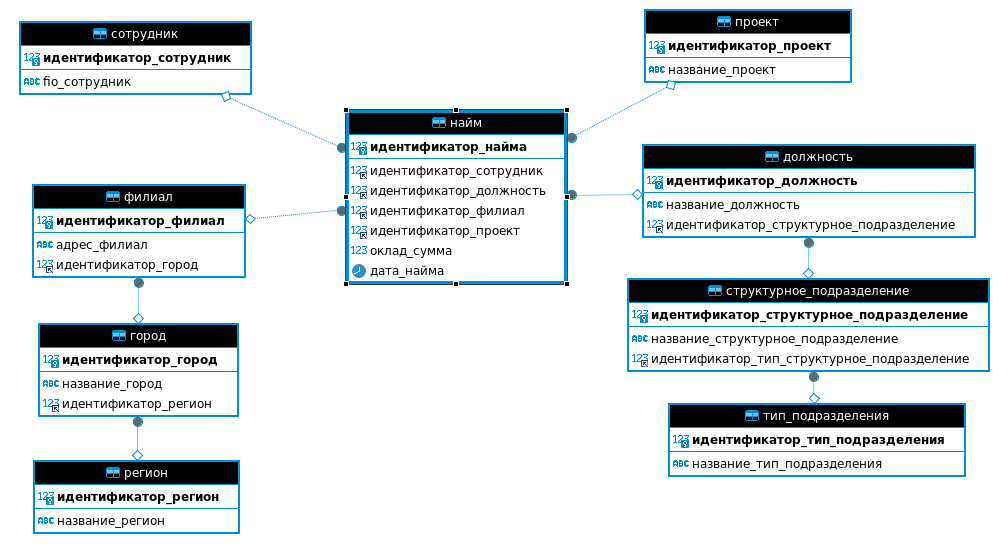 сотрудник
123 идентификатор_сотрудник
ABC fio_сотрудник
проект
123 идентификатор_проект
ABC название_проект
найм
123 идентификатор_найма
123 идентификатор_сотрудник
123 идентификатор_должность
123 идентификатор_филиал
123 идентификатор_проект
123 оклад_сумма
дата_найма
должность
123 идентификатор_должность
ABC название_должность
123 идентификатор_структурное_подразделение
филиал
123 идентификатор_филиал
ABC адрес_филиал
123 идентификатор_город
структурное_подразделение
123 идентификатор_структурное_подразделение
ABC название_структурное_подразделение
123 идентификатор_тип_структурное_подразделение
город
123 идентификатор_город
ABC название_город
123 идентификатор_регион
тип_подразделения
123 идентификатор_тип_подразделения
ABC название_тип_подразделения
регион
123 идентификатор_регион
ABC название_регион